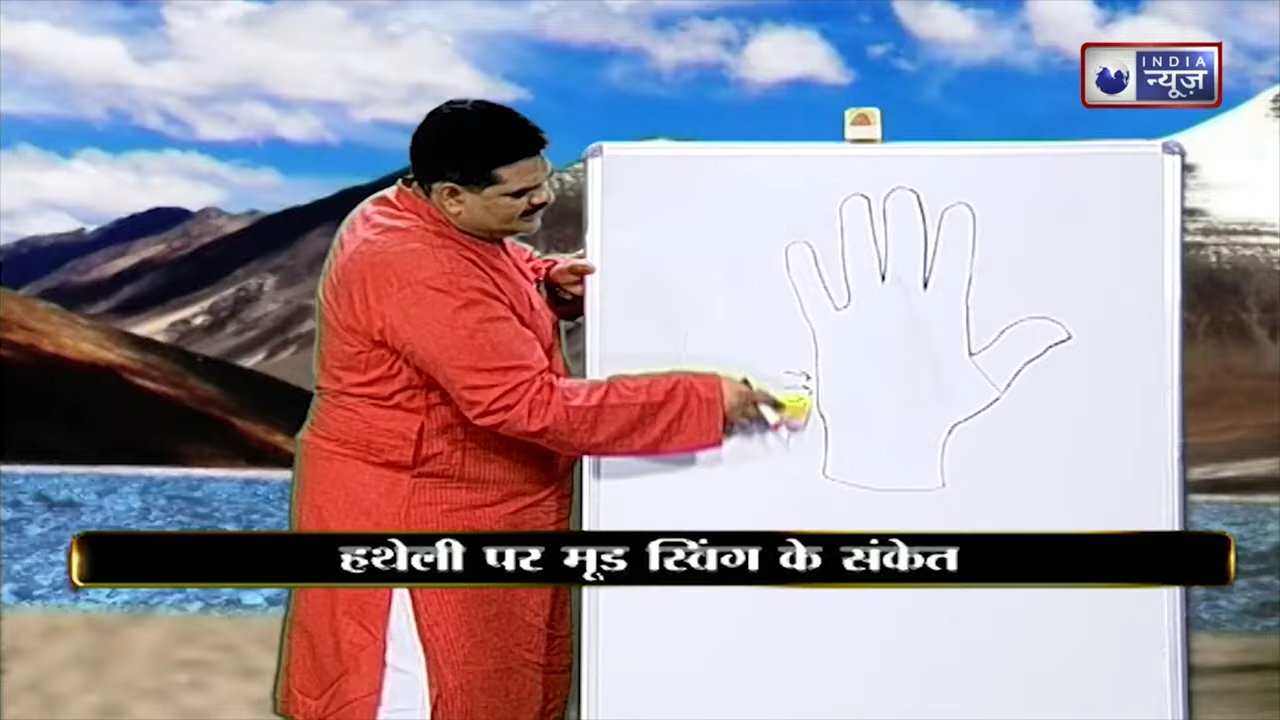 INDIA
न्यूज़
हथेली पर मूड स्विंग के संकेत